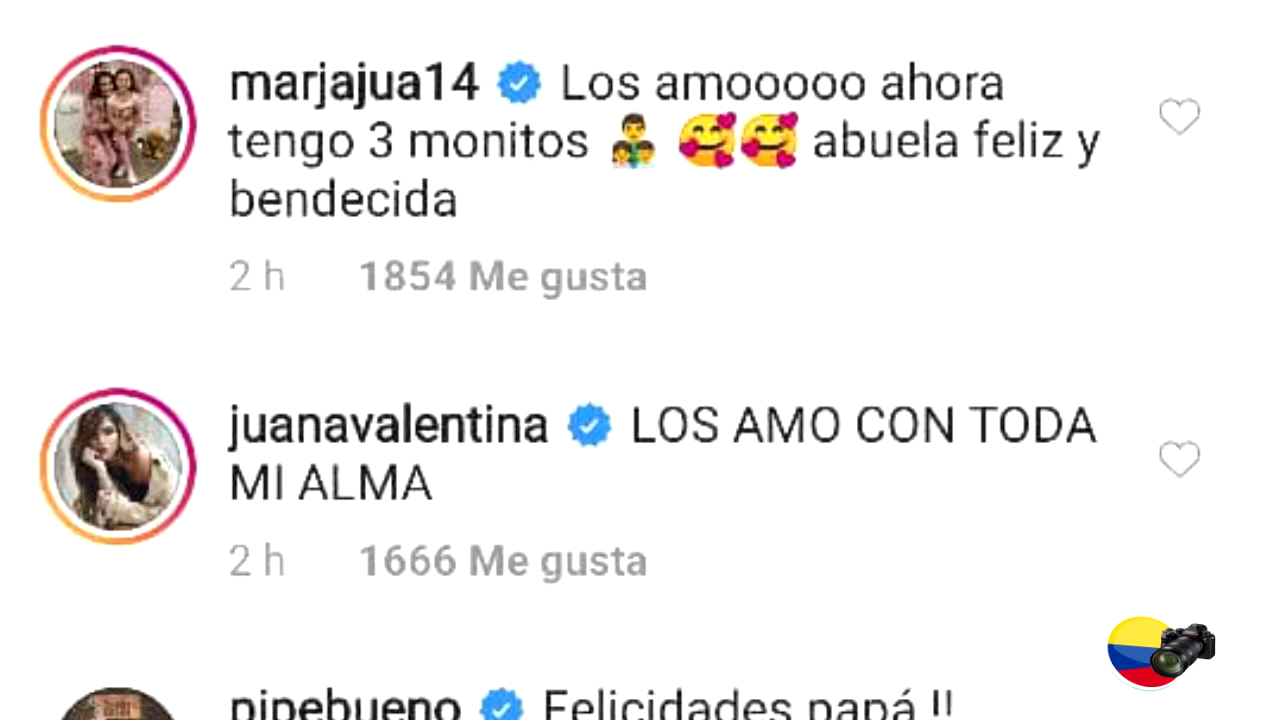 marjajua14 Los amooooo ahora
tengo 3 monitos 👨‍👧‍👦 🥰🥰 abuela feliz y
bendecida
2 h 1854 Me gusta
juanavalentina LOS AMO CON TODA
MI ALMA
2 h 1666 Me gusta
pipebueno Felicidades papá !!